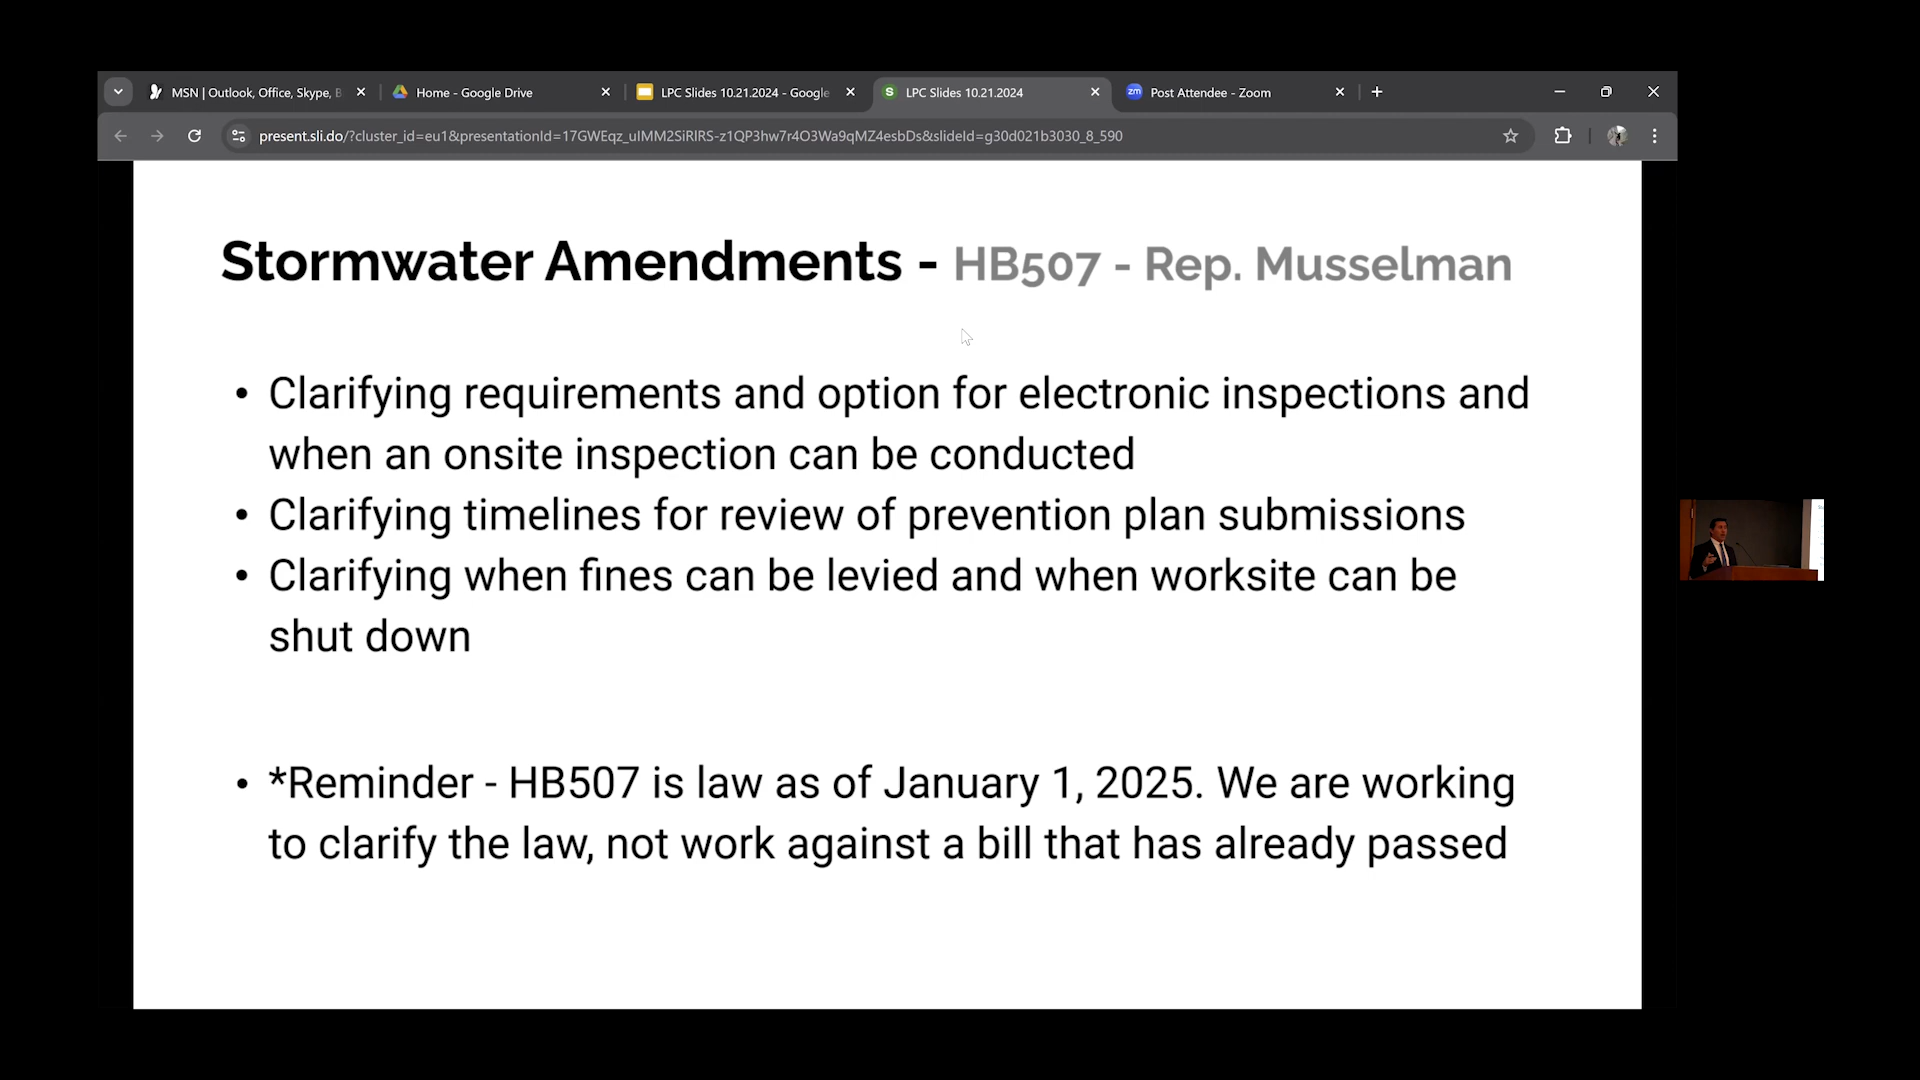 MSN | Outlook, Office, Skype, B
Home - Google Drive
LPC Slides 10.21.2024 - Google
S
LPC Slides 10.21.2024
zm
Post Attendee - Zoom
present.sli.do/?cluster_id=eu1&presentationId=17GWEqz_uIMM2SiRIRS-z1QP3hw7r4O3Wa9qMZ4esbDs&slideId=g30d021b3030_8_590
Stormwater Amendments - HB507 - Rep. Musselman
• Clarifying requirements and option for electronic inspections and
when an onsite inspection can be conducted
• Clarifying timelines for review of prevention plan submissions
• Clarifying when fines can be levied and when worksite can be
shut down
• *Reminder - HB507 is law as of January 1, 2025. We are working
to clarify the law, not work against a bill that has already passed